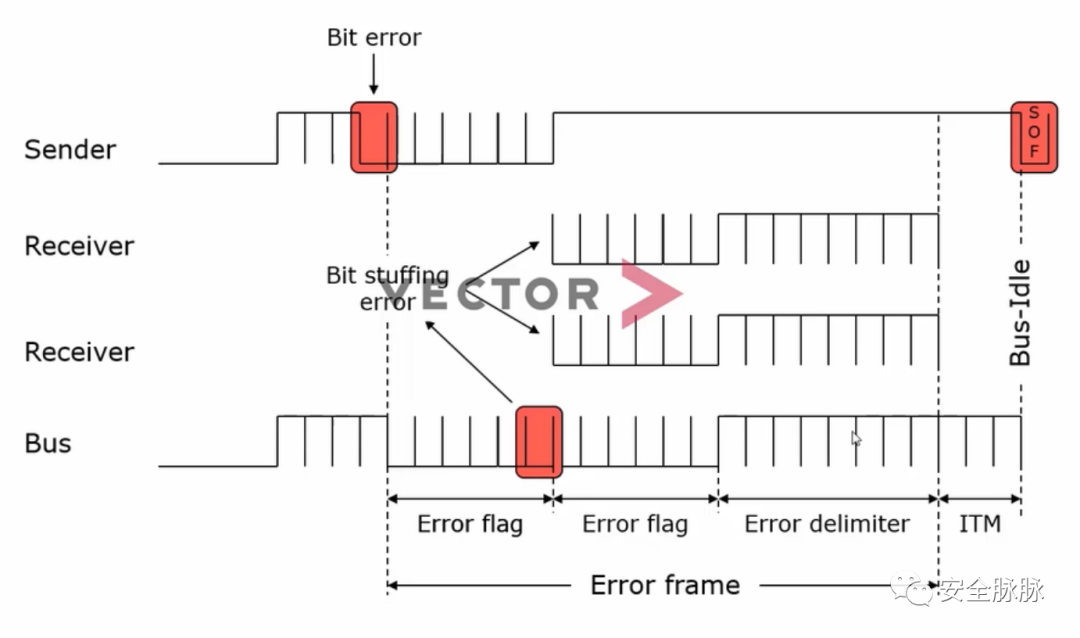 Bit error
Sender
S
O
F
Receiver
Bit stuffing
error
VECTOR
Receiver
Bus-Idle
Bus
Error flag
Error flag
Error delimiter
ITM
Error frame
安全脉脉